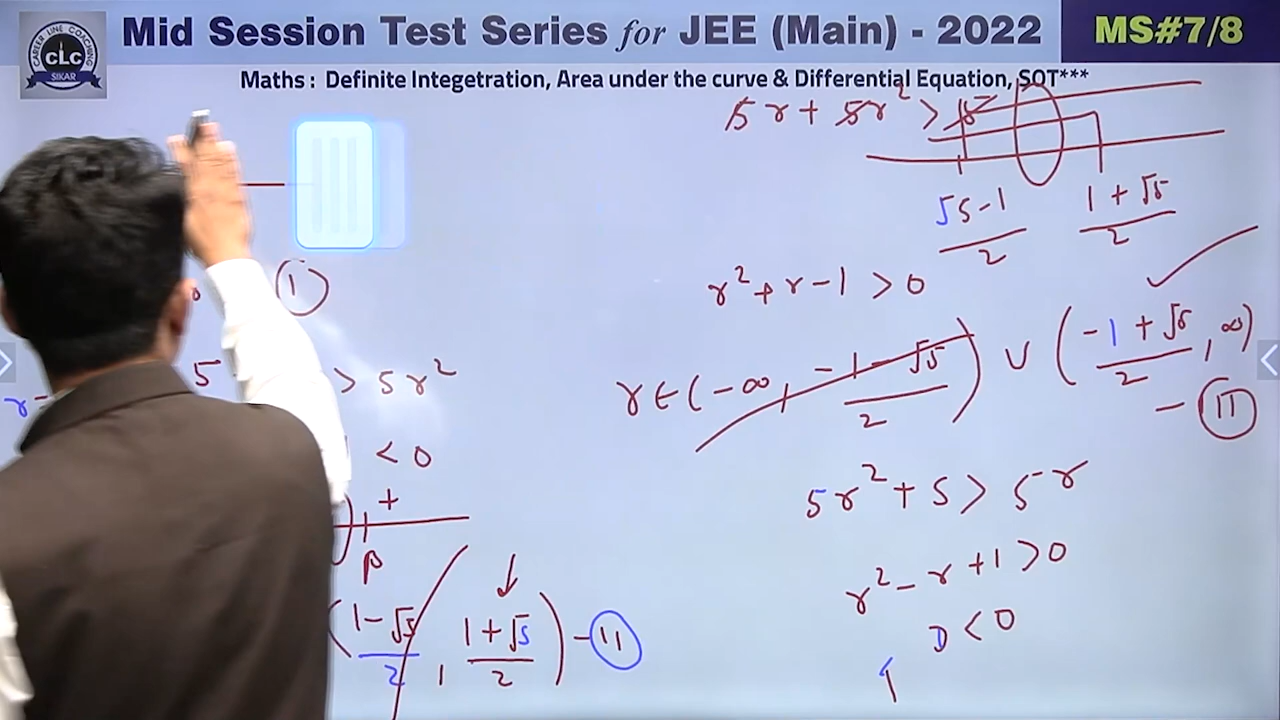 CAREER LINE COACHING
CLC
SIKAR
Mid Session Test Series for JEE (Main) - 2022
MS#7/8
Maths : Definite Integetration, Area under the curve & Differential Equation, SOT***
5r + 5r² > 5
√5-1/2
1+√5/2
r² + r - 1 > 0
r ∈ (-∞, -1-√5/2) ∪ (-1+√5/2, ∞)
- II
5r² + 5 > 5r
r² - r + 1 > 0
D < 0
I
5 > 5r²
< 0
+
β
(1-√5/2, 1+√5/2) - II